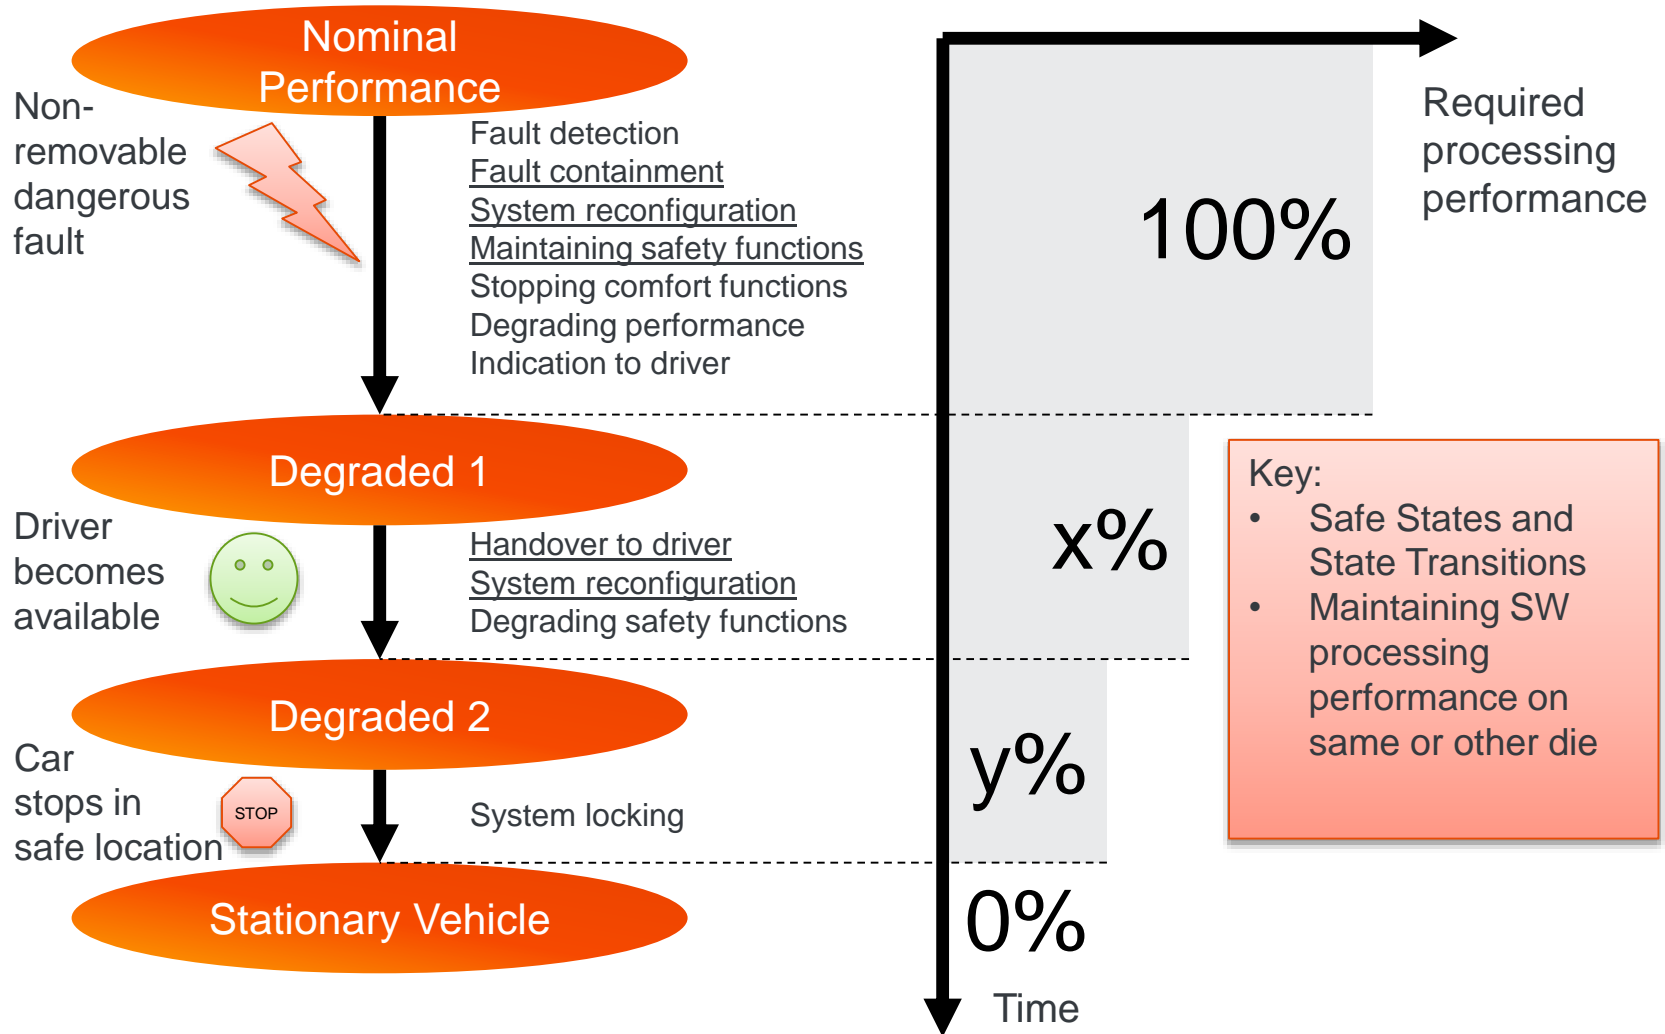 Nominal
Performance
Non-
removable
dangerous
fault
Fault detection
Fault containment
System reconfiguration
Maintaining safety functions
Stopping comfort functions
Degrading performance
Indication to driver
Degraded 1
Driver
becomes
available
Handover to driver
System reconfiguration
Degrading safety functions
Degraded 2
Car
stops in
safe location
STOP
System locking
Stationary Vehicle
Required
processing
performance
100%
x%
y%
0%
Time
Key:
• Safe States and
State Transitions
• Maintaining SW
processing
performance on
same or other die